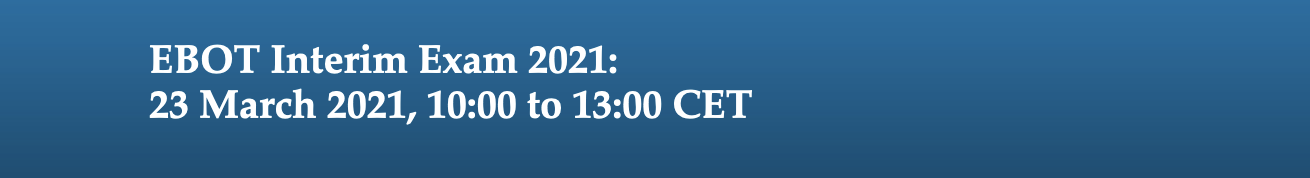 EBOT Interim Exam 2021:
23 March 2021, 10:00 to 13:00 CET